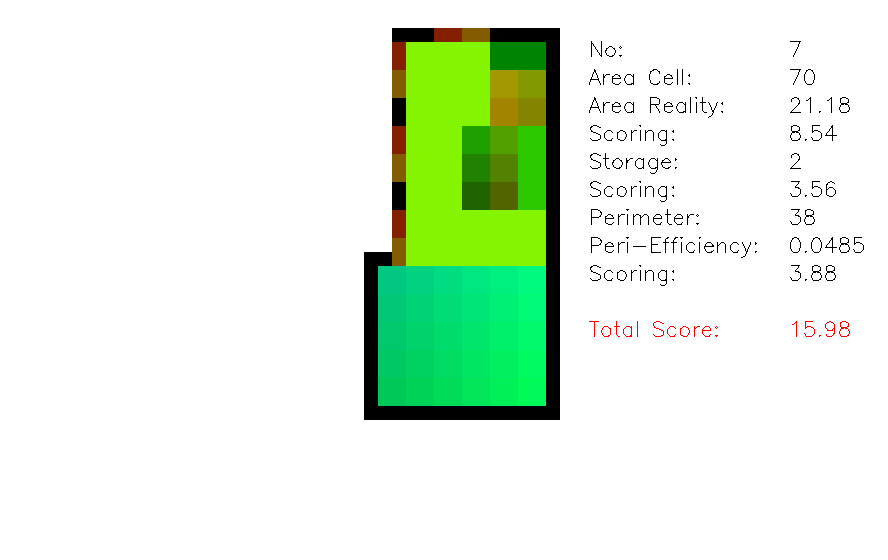 No: 7
Area Cell: 70
Area Reality: 21.18
Scoring: 8.54
Storage: 2
Scoring: 3.56
Perimeter: 38
Peri-Efficiency: 0.0485
Scoring: 3.88
Total Score: 15.98